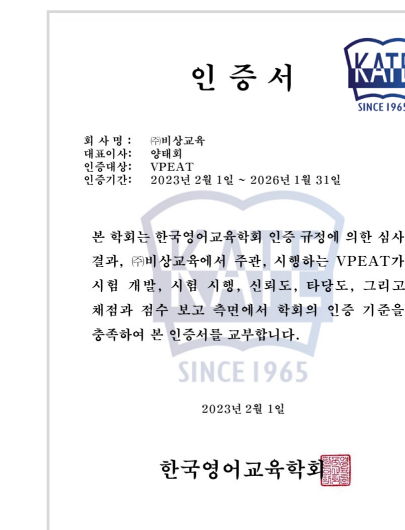 인 증 서
KATE
SINCE 1965
회 사 명 : ㈜비상교육
대표이사: 양태회
인증대상: VPEAT
인증기간: 2023년 2월 1일 ~ 2026년 1월 31일
본 학회는 한국영어교육학회 인증 규정에 의한 심사
결과, ㈜비상교육에서 주관, 시행하는 VPEAT가
시험 개발, 시험 시행, 신뢰도, 타당도, 그리고
채점과 점수 보고 측면에서 학회의 인증 기준을
충족하여 본 인증서를 교부합니다.
KATE
SINCE 1965
2023년 2월 1일
한국영어교육학회